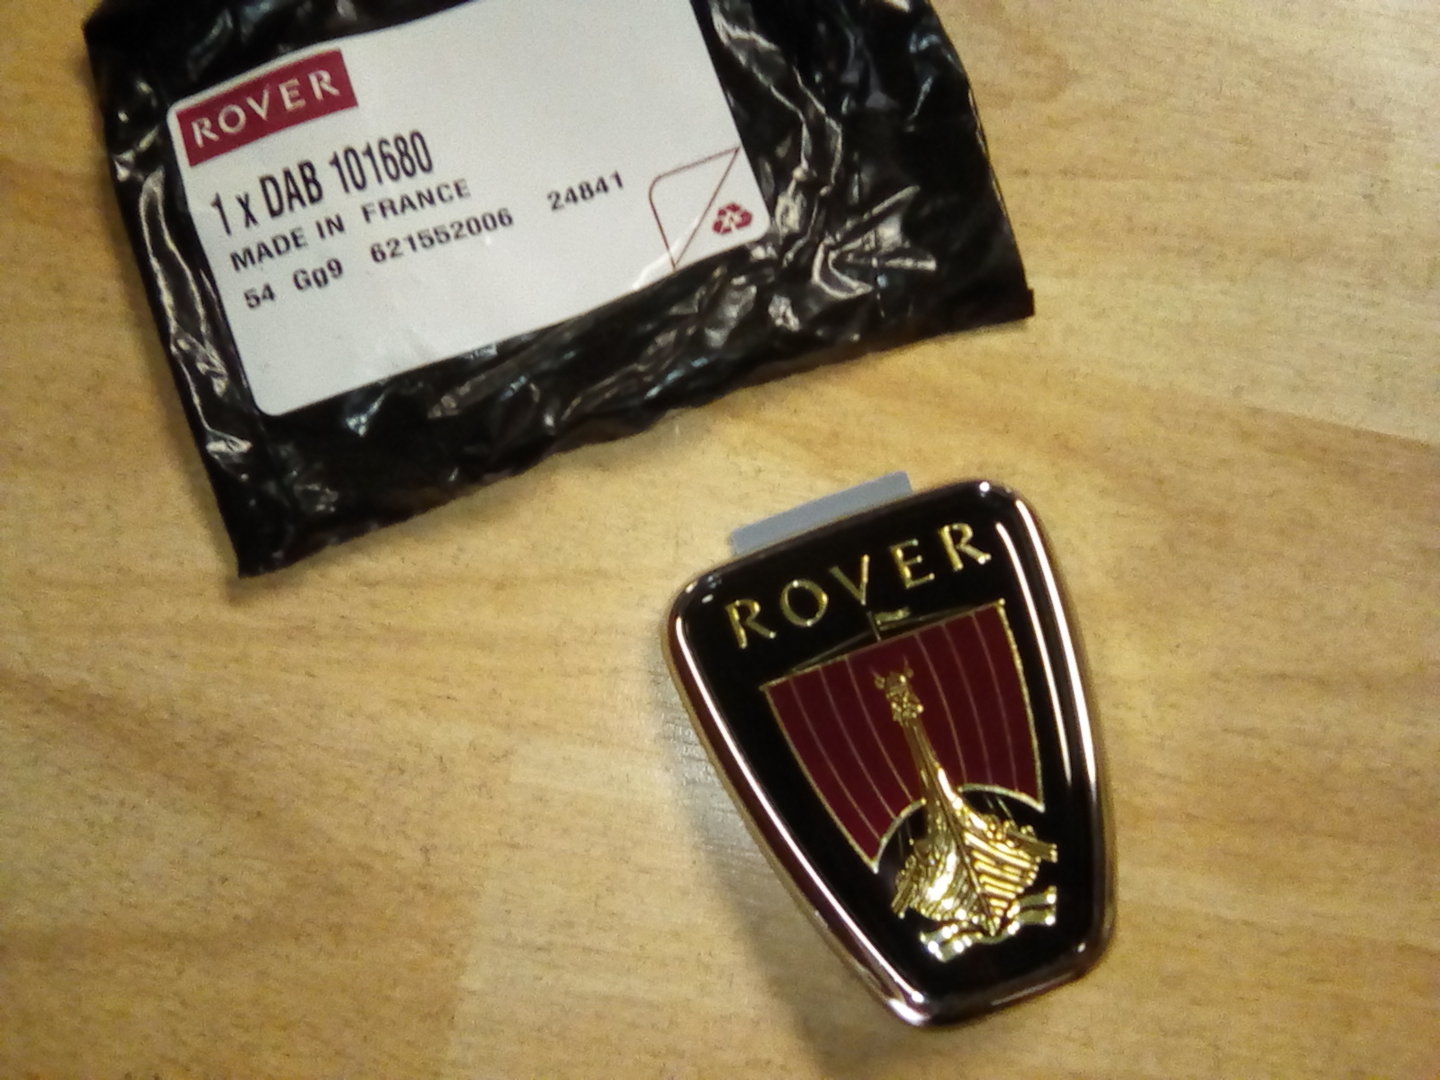 ROVER
1 x DAB 101680
MADE IN FRANCE
54 Gg9 621552006 24841
ROVER